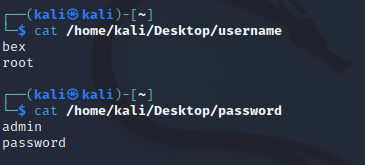 ┌──(kali㉿kali)-[~]
└─$ cat /home/kali/Desktop/username
bex
root
┌──(kali㉿kali)-[~]
└─$ cat /home/kali/Desktop/password
admin
password